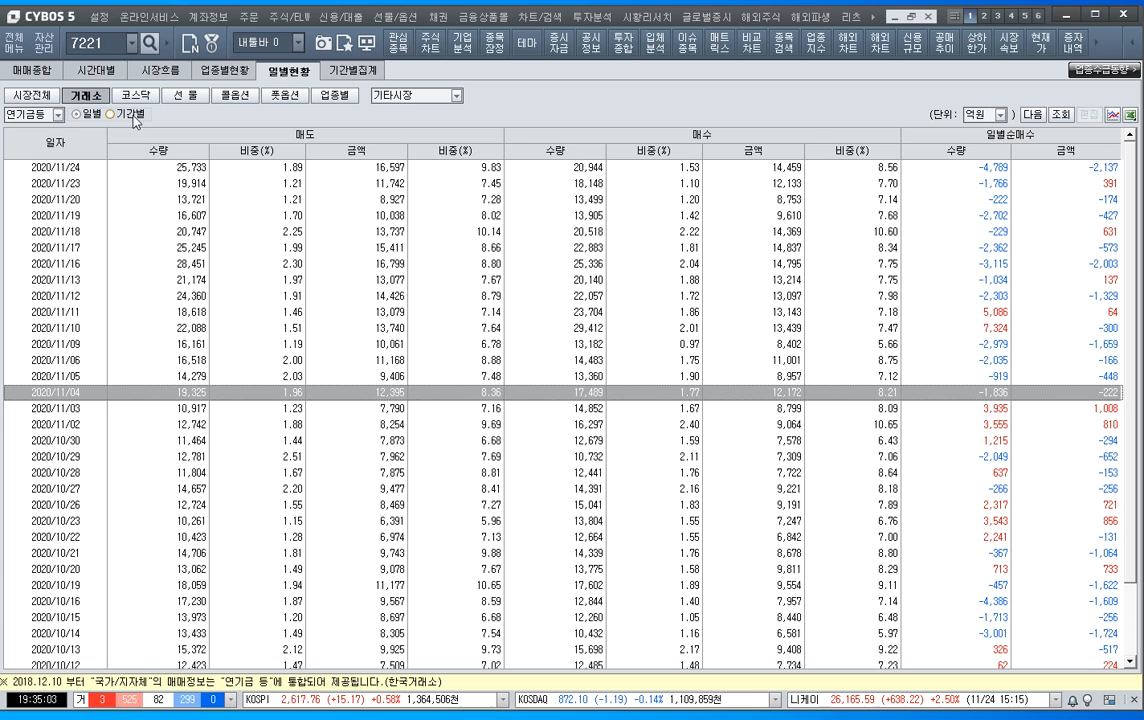 CYBOS 5 설정 온라인서비스 계좌정보 주문 주식/ELW 신용/대출 선물/옵션 채권 금융상품몰 차트/검색 투자분석 시황리서치 글로벌증시 해외주식 해외파생 리츠 1 2 3 4 5 6
전체메뉴 자산관리 7221 내툴바 0 관심종목 주식차트 기업분석 종목잠정 테마 증시자금 공시정보 투자종합 입체분석 이슈종목 매트릭스 비교차트 종목검색 업종지수 해외차트 해외차트 신용규모 공매추이 상하한가 시장속보 현재가 증자내역
매매종합 시간대별 시장흐름 업종별현황 일별현황 기간별집계 업종수급동향 >
시장전체 거래소 코스닥 선 물 콜옵션 풋옵션 업종별 기타시장
연기금등 일별 기간별 (단위: 억원 ) 다음 조회 편집
일자 매도 매수 일별순매수
수량 비중(%) 금액 비중(%) 수량 비중(%) 금액 비중(%) 수량 금액
2020/11/24 25,733 1.89 16,597 9.83 20,944 1.53 14,459 8.56 -4,789 -2,137
2020/11/23 19,914 1.21 11,742 7.45 18,148 1.10 12,133 7.70 -1,766 391
2020/11/20 13,721 1.21 8,927 7.28 13,499 1.20 8,753 7.14 -222 -174
2020/11/19 16,607 1.70 10,038 8.02 13,905 1.42 9,610 7.68 -2,702 -427
2020/11/18 20,747 2.25 13,737 10.14 20,518 2.22 14,369 10.60 -229 631
2020/11/17 25,245 1.99 15,411 8.66 22,883 1.81 14,837 8.34 -2,362 -573
2020/11/16 28,451 2.30 16,799 8.80 25,336 2.04 14,795 7.75 -3,115 -2,003
2020/11/13 21,174 1.97 13,077 7.67 20,140 1.88 13,214 7.75 -1,034 137
2020/11/12 24,360 1.91 14,426 8.79 22,057 1.72 13,097 7.98 -2,303 -1,329
2020/11/11 18,618 1.46 13,079 7.14 23,704 1.86 13,143 7.18 5,086 64
2020/11/10 22,088 1.51 13,740 7.64 29,412 2.01 13,439 7.47 7,324 -300
2020/11/09 16,161 1.19 10,061 6.78 13,182 0.97 8,402 5.66 -2,979 -1,659
2020/11/06 16,518 2.00 11,168 8.88 14,483 1.75 11,001 8.75 -2,035 -166
2020/11/05 14,279 2.03 9,406 7.48 13,360 1.90 8,957 7.12 -919 -448
2020/11/04 19,325 1.96 12,395 8.36 17,489 1.77 12,172 8.21 -1,836 -222
2020/11/03 10,917 1.23 7,790 7.16 14,852 1.67 8,799 8.09 3,935 1,008
2020/11/02 12,742 1.88 8,254 9.69 16,297 2.40 9,064 10.65 3,555 810
2020/10/30 11,464 1.44 7,873 6.68 12,679 1.59 7,578 6.43 1,215 -294
2020/10/29 12,781 2.51 7,962 7.69 10,732 2.11 7,309 7.06 -2,049 -652
2020/10/28 11,804 1.67 7,875 8.81 12,441 1.76 7,722 8.64 637 -153
2020/10/27 14,657 2.20 9,477 8.41 14,391 2.16 9,221 8.18 -266 -256
2020/10/26 12,724 1.55 8,469 7.27 15,041 1.83 9,191 7.89 2,317 721
2020/10/23 10,261 1.15 6,391 5.96 13,804 1.55 7,247 6.76 3,543 856
2020/10/22 10,423 1.28 6,974 7.13 12,664 1.55 6,842 7.00 2,241 -131
2020/10/21 14,706 1.81 9,743 9.88 14,339 1.76 8,678 8.80 -367 -1,064
2020/10/20 13,062 1.49 9,078 7.67 13,775 1.58 9,811 8.29 713 733
2020/10/19 18,059 1.94 11,177 10.65 17,602 1.89 9,554 9.11 -457 -1,622
2020/10/16 17,230 1.87 9,567 8.59 12,844 1.40 7,957 7.14 -4,386 -1,609
2020/10/15 13,973 1.20 8,697 6.68 12,260 1.05 8,440 6.48 -1,713 -256
2020/10/14 13,433 1.49 8,305 7.54 10,432 1.16 6,581 5.97 -3,001 -1,724
2020/10/13 15,372 2.12 9,925 9.73 15,698 2.17 9,408 9.22 326 -517
2020/10/12 12,423 1.47 7,509 7.02 12,485 1.48 7,734 7.23 62 224
※ 2018.12.10 부터 "국가/지자체"의 매매정보는 "연기금 등"에 통합되어 제공됩니다.(한국거래소)
19:35:03 거 3 525 82 299 0 KOSPI 2,617.76 (+15.17) +0.58% 1,364,506천 KOSDAQ 872.10 (-1.19) -0.14% 1,109,859천 니케이 26,165.59 (+638.22) +2.50% (11/24 15:15)